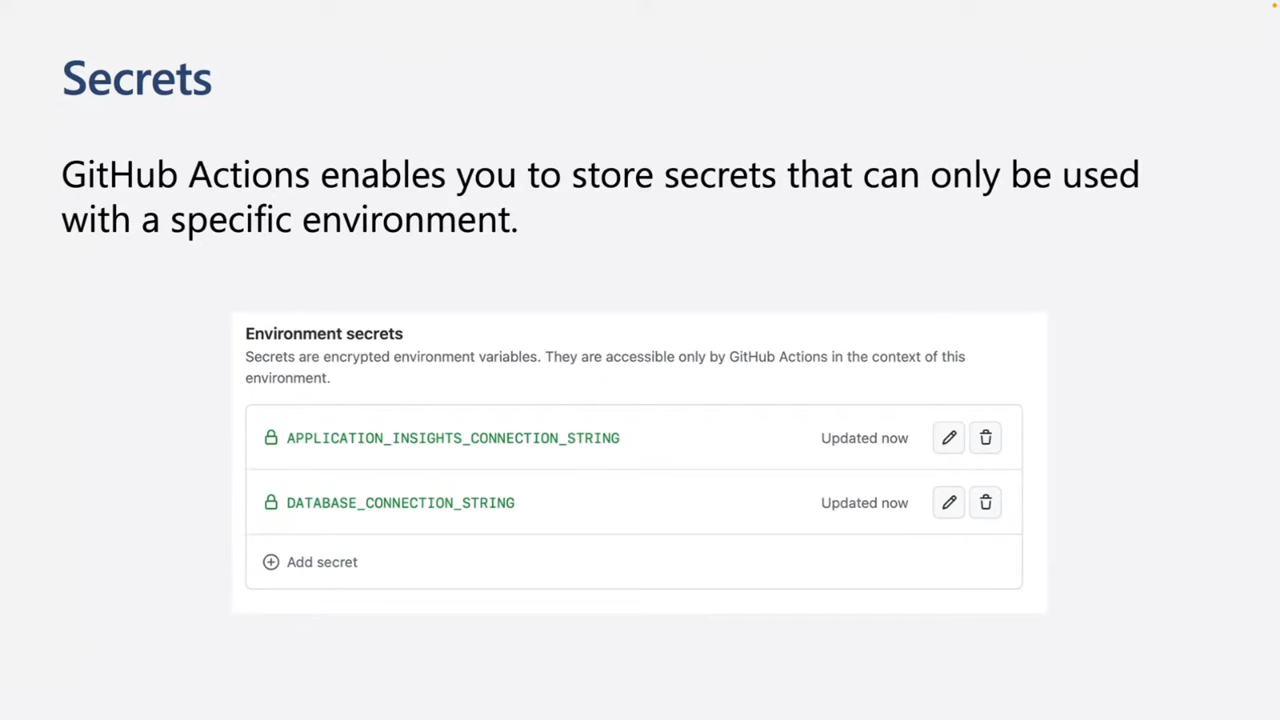 Secrets
GitHub Actions enables you to store secrets that can only be used
with a specific environment.
Environment secrets
Secrets are encrypted environment variables. They are accessible only by GitHub Actions in the context of this
environment.
APPLICATION_INSIGHTS_CONNECTION_STRING Updated now
DATABASE_CONNECTION_STRING Updated now
Add secret